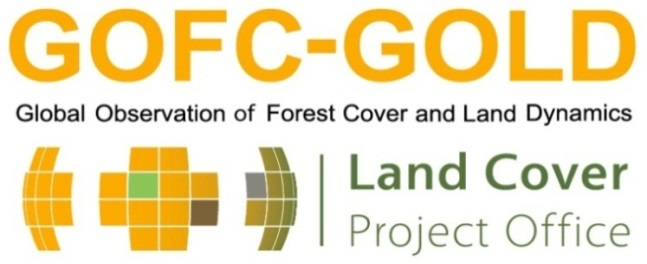 GOFC-GOLD
Global Observation of Forest Cover and Land Dynamics
Land Cover
Project Office